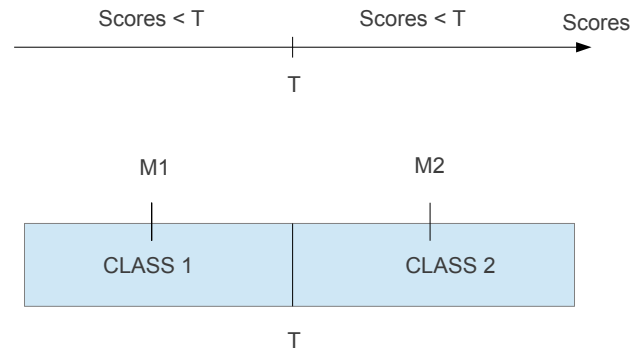 Scores < T
Scores < T
Scores
T
M1
M2
CLASS 1
CLASS 2
T